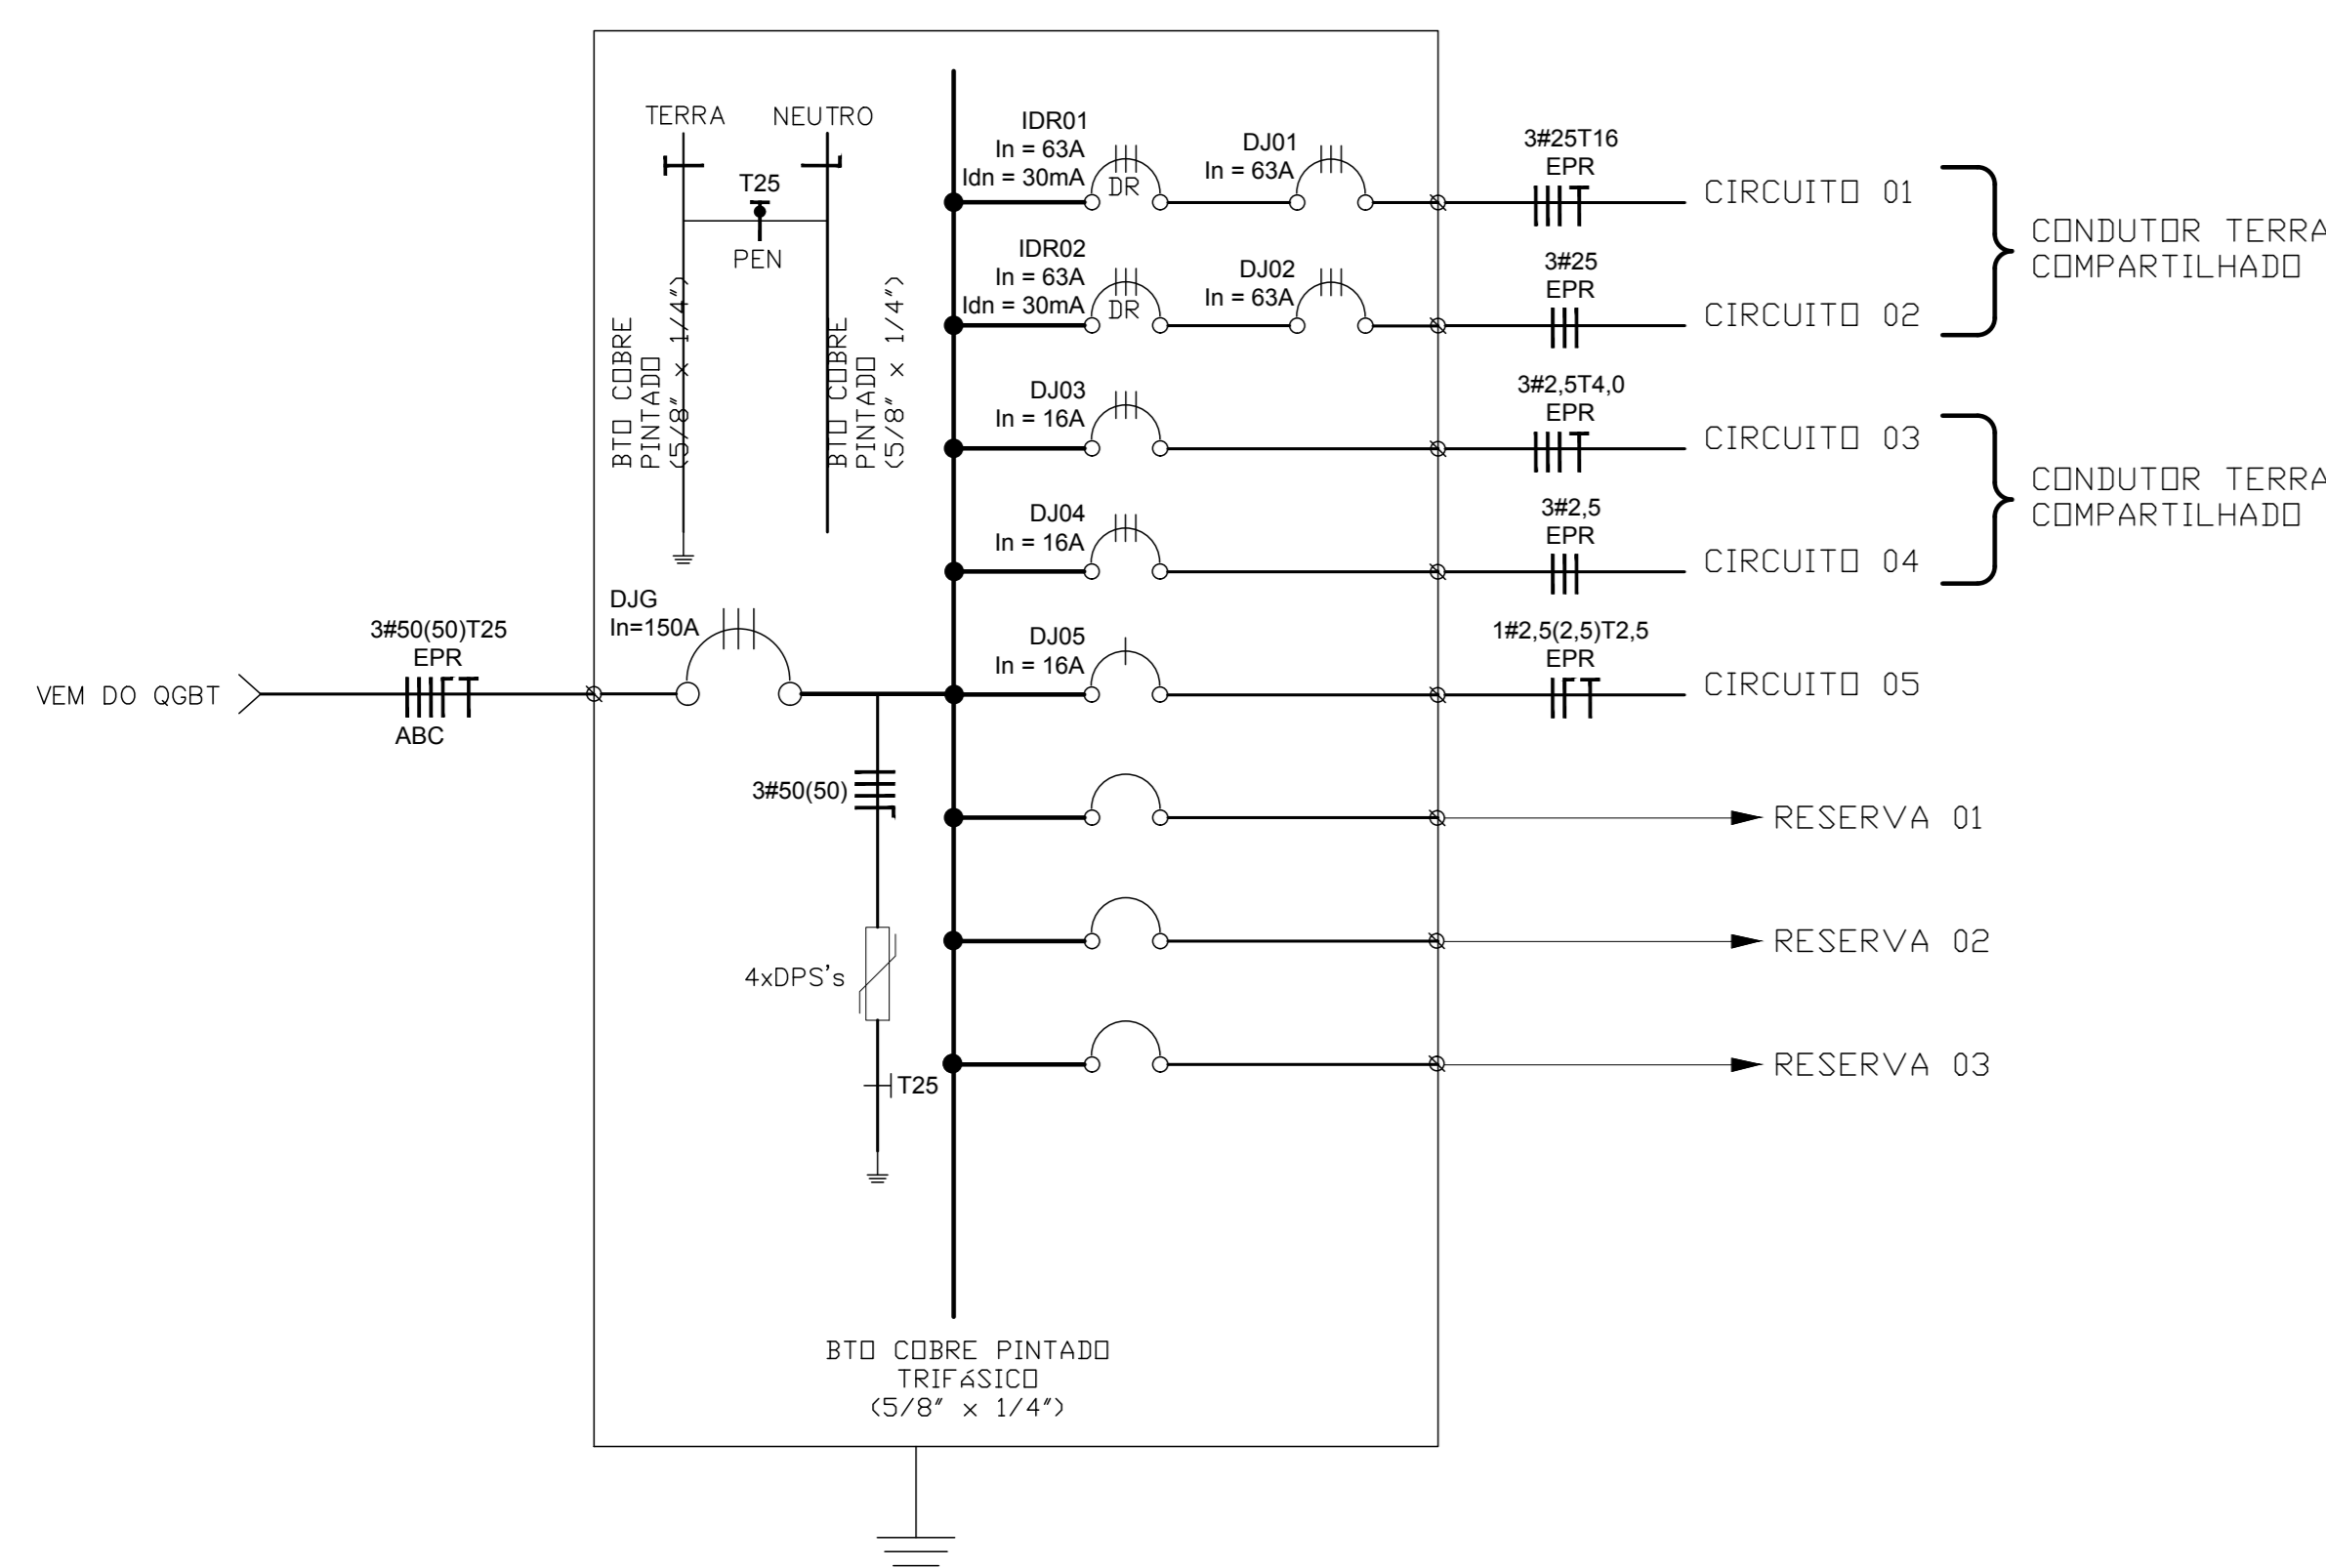 TERRA
NEUTRO
T25
PEN
BTO COBRE
PINTADO
(5/8" x 1/4")
BTO COBRE
PINTADO
(5/8" x 1/4")
IDR01
In = 63A
Idn = 30mA
DR
DJ01
In = 63A
3#25T16
EPR
CIRCUITO 01
IDR02
In = 63A
Idn = 30mA
DR
DJ02
In = 63A
3#25
EPR
CIRCUITO 02
CONDUTOR TERRA
COMPARTILHADO
DJ03
In = 16A
3#2,5T4,0
EPR
CIRCUITO 03
DJ04
In = 16A
3#2,5
EPR
CIRCUITO 04
CONDUTOR TERRA
COMPARTILHADO
VEM DO QGBT
3#50(50)T25
EPR
ABC
DJG
In=150A
DJ05
In = 16A
1#2,5(2,5)T2,5
EPR
CIRCUITO 05
3#50(50)
RESERVA 01
4xDPS's
RESERVA 02
T25
RESERVA 03
BTO COBRE PINTADO
TRIFáSICO
(5/8" x 1/4")